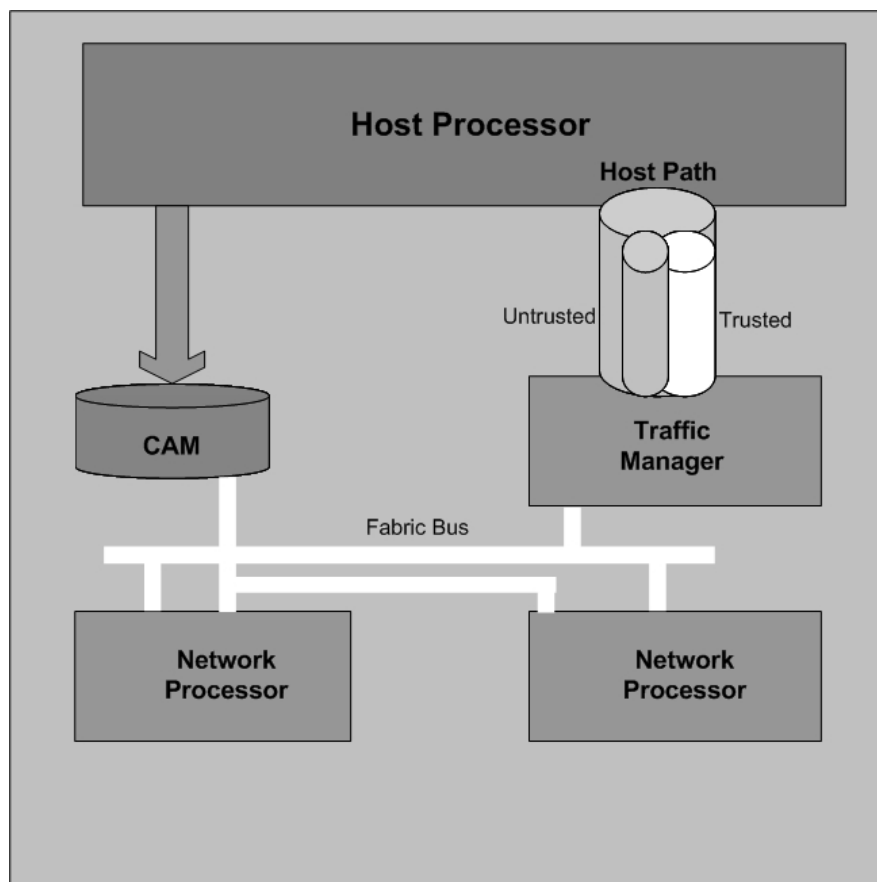 Host Processor
Host Path
Untrusted
Trusted
CAM
Traffic
Manager
Fabric Bus
Network
Processor
Network
Processor